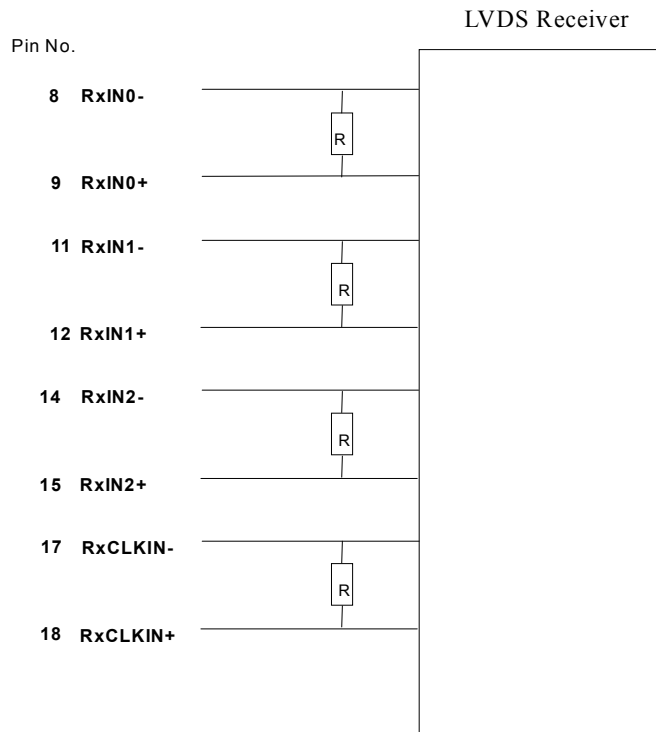 LVDS Receiver
Pin No.
8 RxIN0-
R
9 RxIN0+
11 RxIN1-
R
12 RxIN1+
14 RxIN2-
R
15 RxIN2+
17 RxCLKIN-
R
18 RxCLKIN+